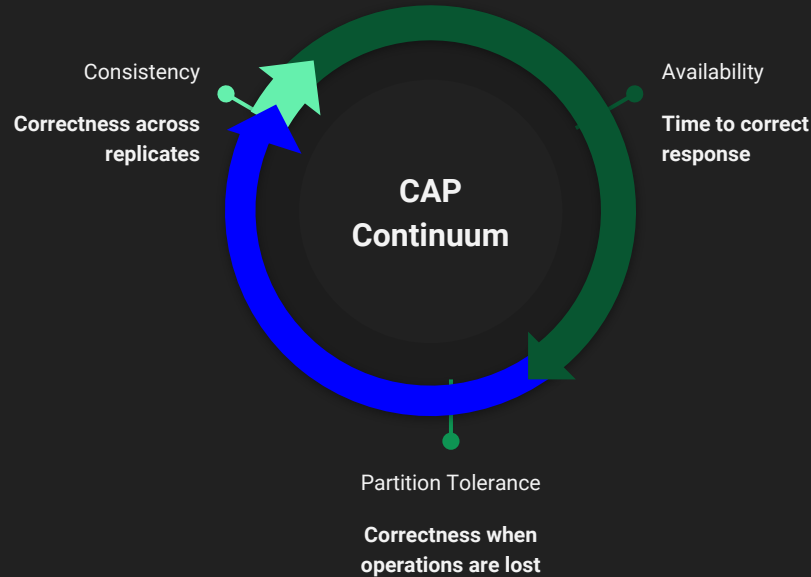 Consistency
Correctness across
replicates
Availability
Time to correct
response
CAP
Continuum
Partition Tolerance
Correctness when
operations are lost